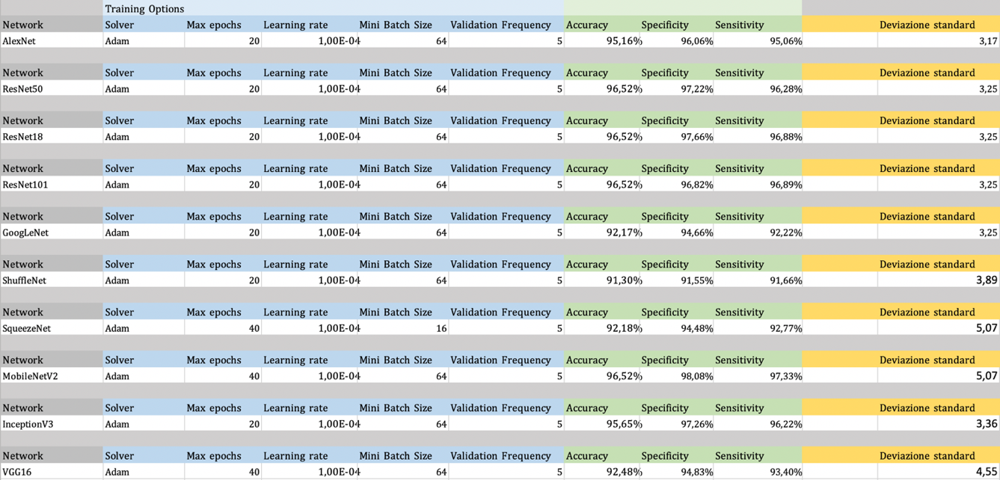 Training Options
Network Solver Max epochs Learning rate Mini Batch Size Validation Frequency Accuracy Specificity Sensitivity Deviazione standard
AlexNet Adam 20 1,00E-04 64 5 95,16% 96,06% 95,06% 3,17
Network Solver Max epochs Learning rate Mini Batch Size Validation Frequency Accuracy Specificity Sensitivity Deviazione standard
ResNet50 Adam 20 1,00E-04 64 5 96,52% 97,22% 96,28% 3,25
Network Solver Max epochs Learning rate Mini Batch Size Validation Frequency Accuracy Specificity Sensitivity Deviazione standard
ResNet18 Adam 20 1,00E-04 64 5 96,52% 97,66% 96,88% 3,25
Network Solver Max epochs Learning rate Mini Batch Size Validation Frequency Accuracy Specificity Sensitivity Deviazione standard
ResNet101 Adam 20 1,00E-04 64 5 96,52% 96,82% 96,89% 3,25
Network Solver Max epochs Learning rate Mini Batch Size Validation Frequency Accuracy Specificity Sensitivity Deviazione standard
GoogLeNet Adam 20 1,00E-04 64 5 92,17% 94,66% 92,22% 3,25
Network Solver Max epochs Learning rate Mini Batch Size Validation Frequency Accuracy Specificity Sensitivity Deviazione standard
ShuffleNet Adam 20 1,00E-04 64 5 91,30% 91,55% 91,66% 3,89
Network Solver Max epochs Learning rate Mini Batch Size Validation Frequency Accuracy Specificity Sensitivity Deviazione standard
SqueezeNet Adam 40 1,00E-04 16 5 92,18% 94,48% 92,77% 5,07
Network Solver Max epochs Learning rate Mini Batch Size Validation Frequency Accuracy Specificity Sensitivity Deviazione standard
MobileNetV2 Adam 40 1,00E-04 64 5 96,52% 98,08% 97,33% 5,07
Network Solver Max epochs Learning rate Mini Batch Size Validation Frequency Accuracy Specificity Sensitivity Deviazione standard
InceptionV3 Adam 20 1,00E-04 64 5 95,65% 97,26% 96,22% 3,36
Network Solver Max epochs Learning rate Mini Batch Size Validation Frequency Accuracy Specificity Sensitivity Deviazione standard
VGG16 Adam 40 1,00E-04 64 5 92,48% 94,83% 93,40% 4,55